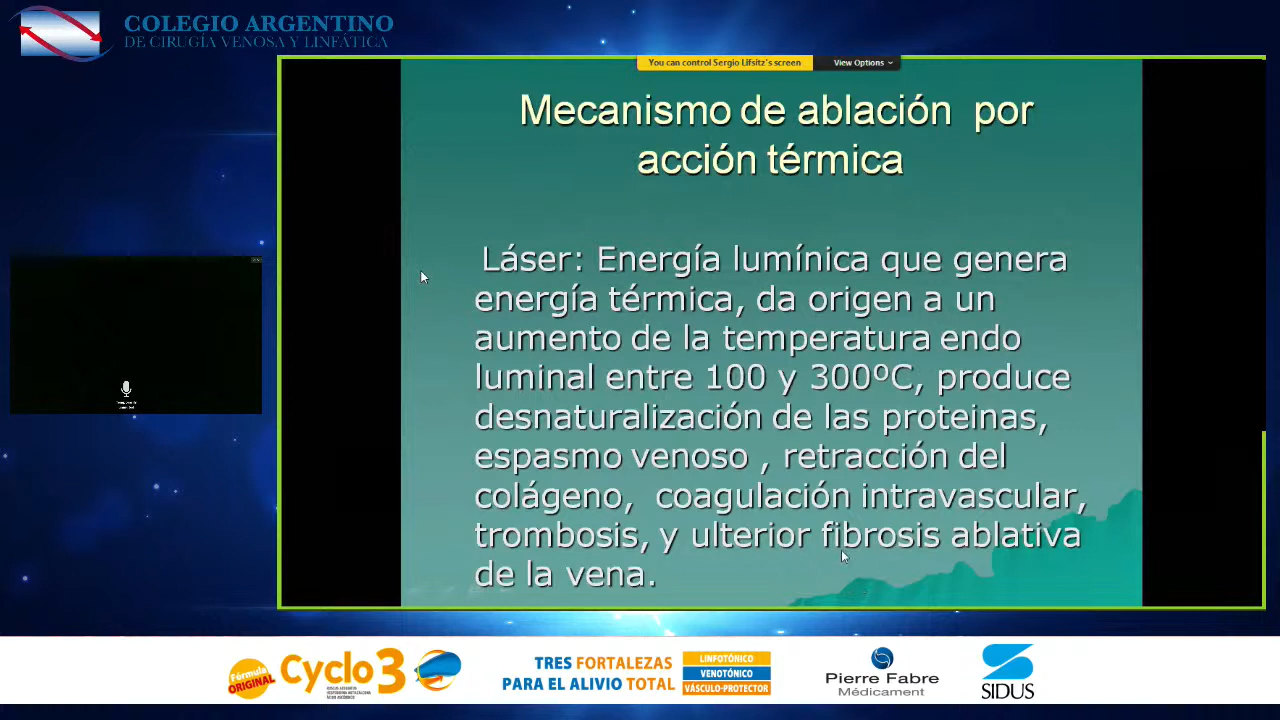 COLEGIO ARGENTINO
DE CIRUGÍA VENOSA Y LINFÁTICA
You can control Sergio Lifsitz's screen
View Options
Mecanismo de ablación por
acción térmica
Láser: Energía lumínica que genera
energía térmica, da origen a un
aumento de la temperatura endo
luminal entre 100 y 300ºC, produce
desnaturalización de las proteinas,
espasmo venoso , retracción del
colágeno, coagulación intravascular,
trombosis, y ulterior fibrosis ablativa
de la vena.
Fórmula
ORIGINAL
Cyclo 3
TRES FORTALEZAS
PARA EL ALIVIO TOTAL
LINFOTÓNICO
VENOTÓNICO
VÁSCULO-PROTECTOR
Pierre Fabre
Médicament
SIDUS